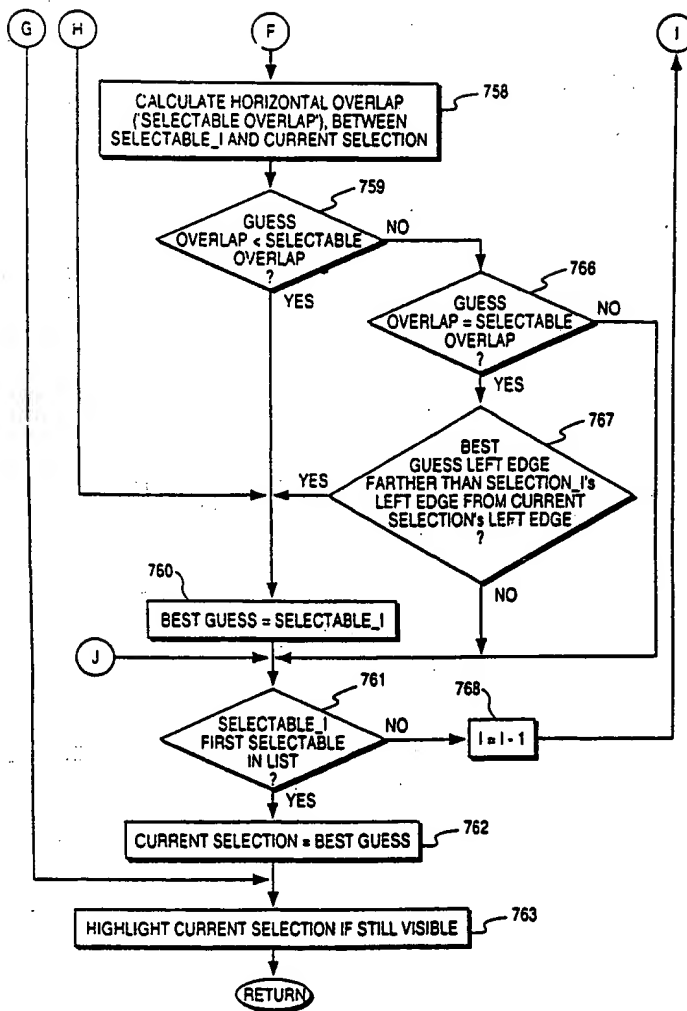 G
H
F
I
CALCULATE HORIZONTAL OVERLAP
('SELECTABLE OVERLAP'), BETWEEN
SELECTABLE_I AND CURRENT SELECTION
758
759
GUESS
OVERLAP < SELECTABLE
OVERLAP
?
NO
YES
766
GUESS
OVERLAP = SELECTABLE
OVERLAP
?
NO
YES
767
BEST
GUESS LEFT EDGE
FARTHER THAN SELECTION_I's
LEFT EDGE FROM CURRENT
SELECTION's LEFT EDGE
?
YES
NO
760
BEST GUESS = SELECTABLE_I
J
761
SELECTABLE_I
FIRST SELECTABLE
IN LIST
?
NO
YES
768
I = I - 1
CURRENT SELECTION = BEST GUESS
762
HIGHLIGHT CURRENT SELECTION IF STILL VISIBLE
763
RETURN